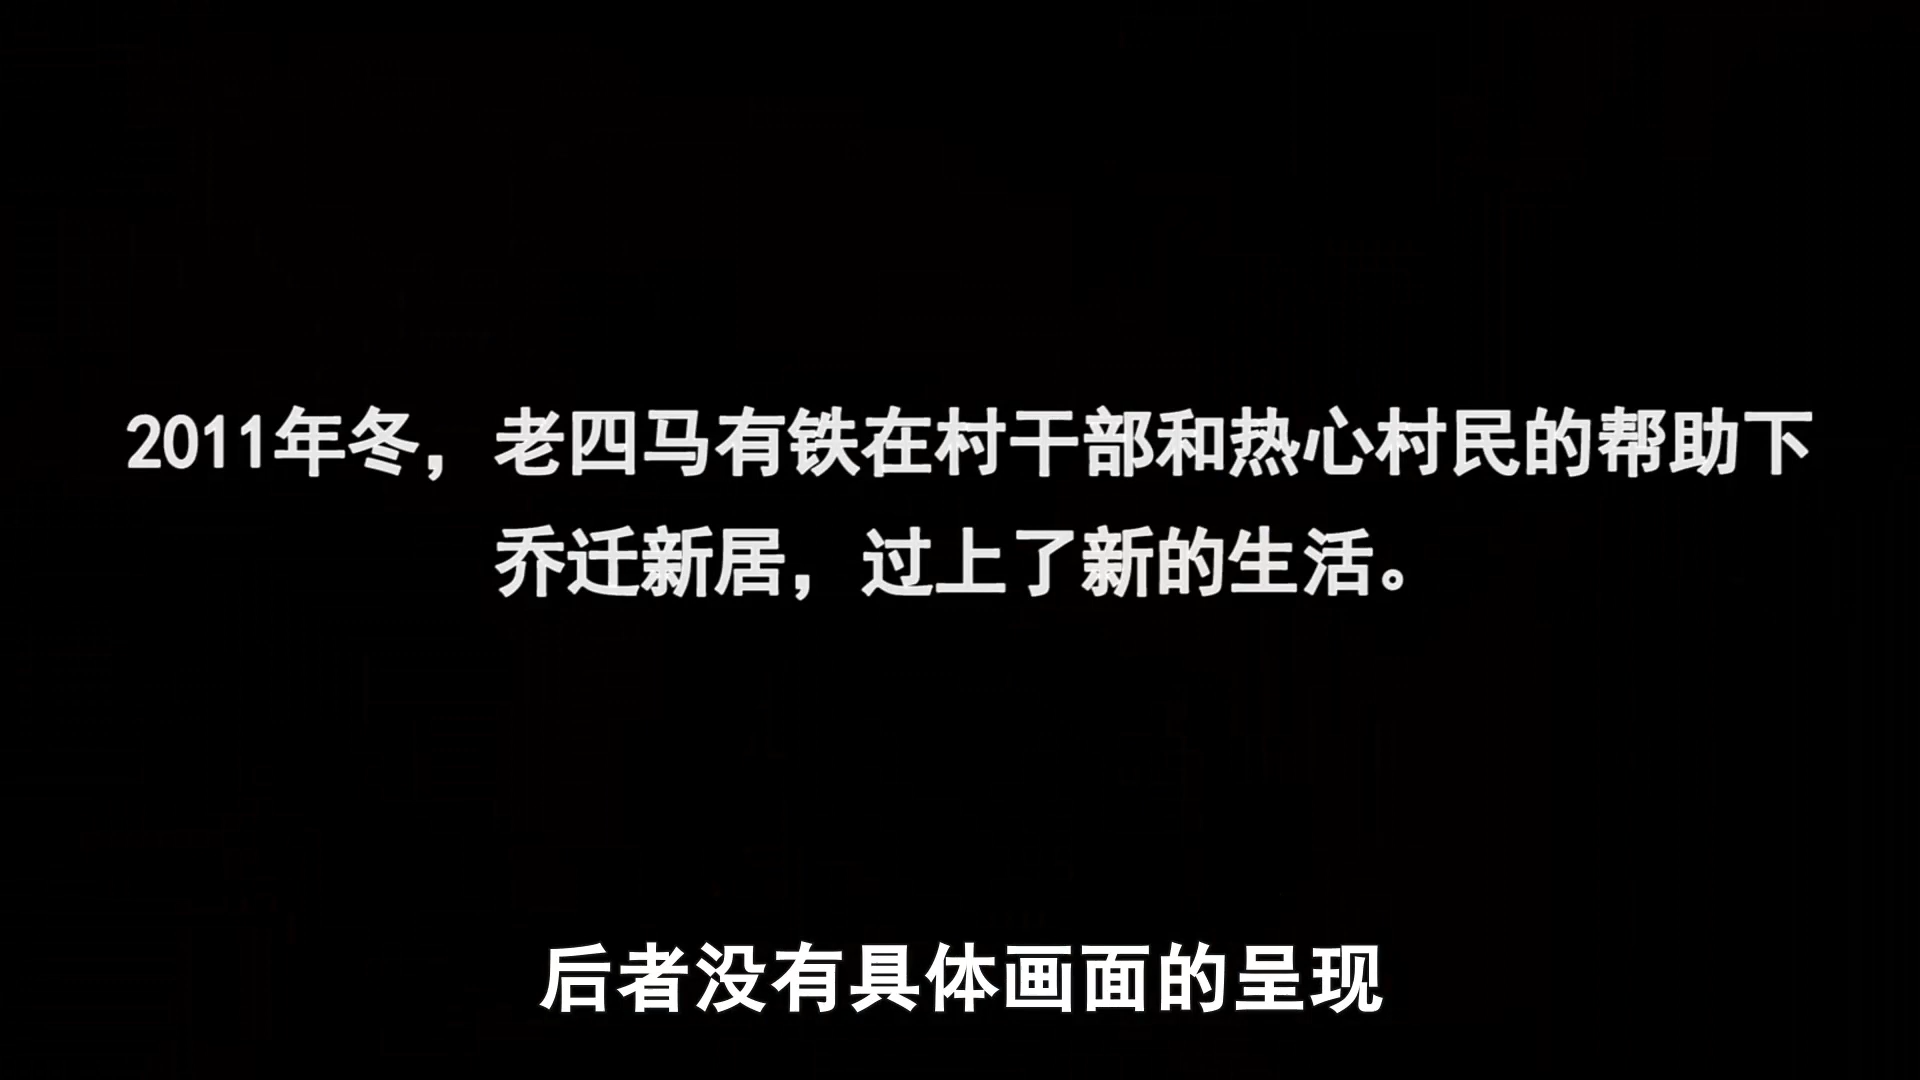 2011年冬，老四马有铁在村干部和热心村民的帮助下
乔迁新居，过上了新的生活。
后者没有具体画面的呈现